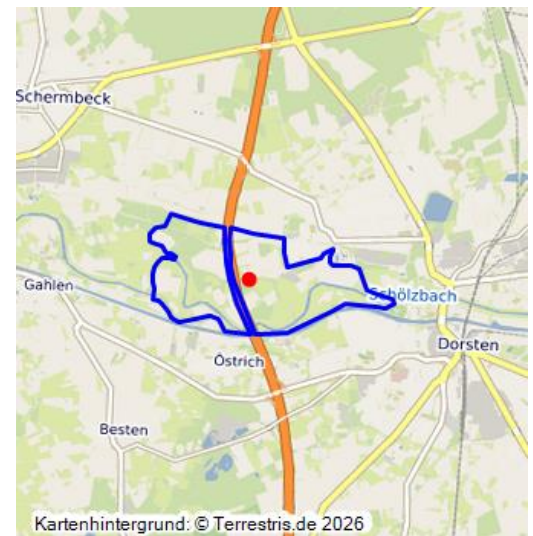 Schermbeck
Gahlen
Schölzbach
Dorsten
Östrich
Besten
Kartenhintergrund: © Terrestris.de 2026